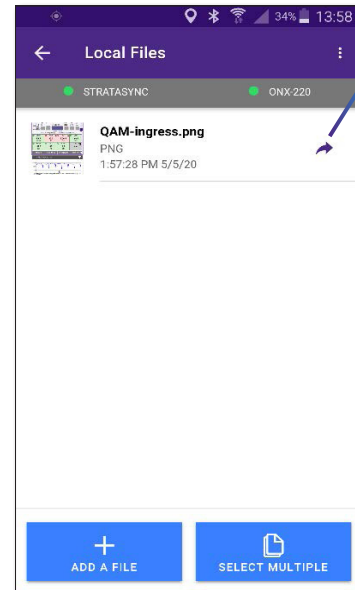 34% 13:58
Local Files
STRATASYNC ONX-220
QAM-ingress.png
PNG
1:57:28 PM 5/5/20
ADD A FILE SELECT MULTIPLE